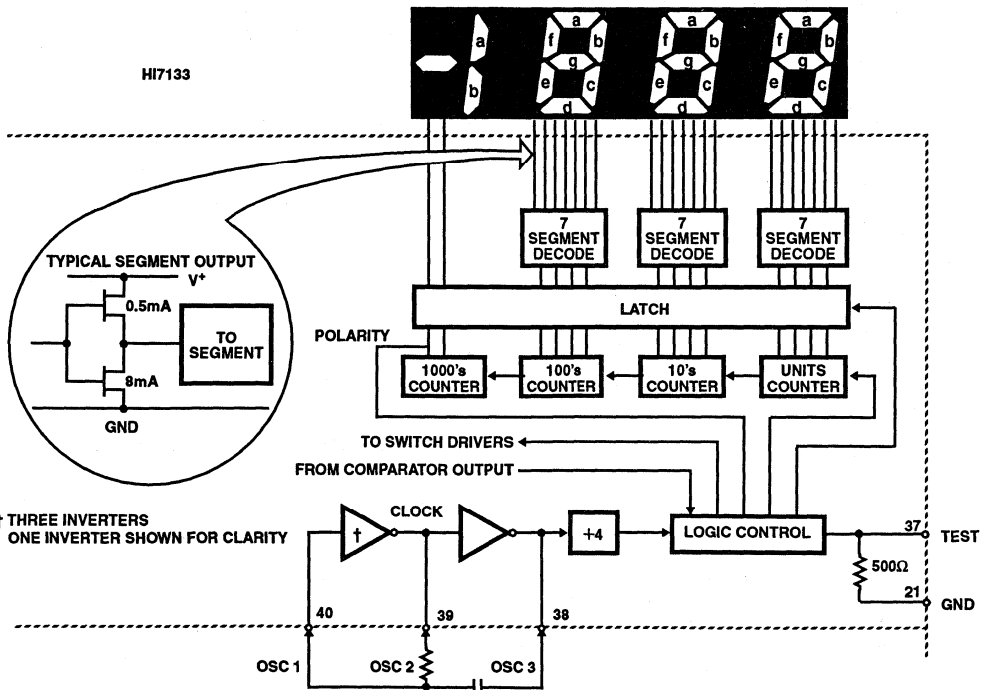 HI7133
a
b
a
f
b
g
e
c
d
a
f
b
g
e
c
d
a
f
b
g
e
c
d
7
SEGMENT
DECODE
7
SEGMENT
DECODE
7
SEGMENT
DECODE
TYPICAL SEGMENT OUTPUT
V+
0.5mA
TO
SEGMENT
8mA
GND
LATCH
POLARITY
1000's
COUNTER
100's
COUNTER
10's
COUNTER
UNITS
COUNTER
TO SWITCH DRIVERS
FROM COMPARATOR OUTPUT
† THREE INVERTERS
ONE INVERTER SHOWN FOR CLARITY
†
CLOCK
÷4
LOGIC CONTROL
37
TEST
500Ω
21
GND
40
39
38
OSC 1
OSC 2
OSC 3